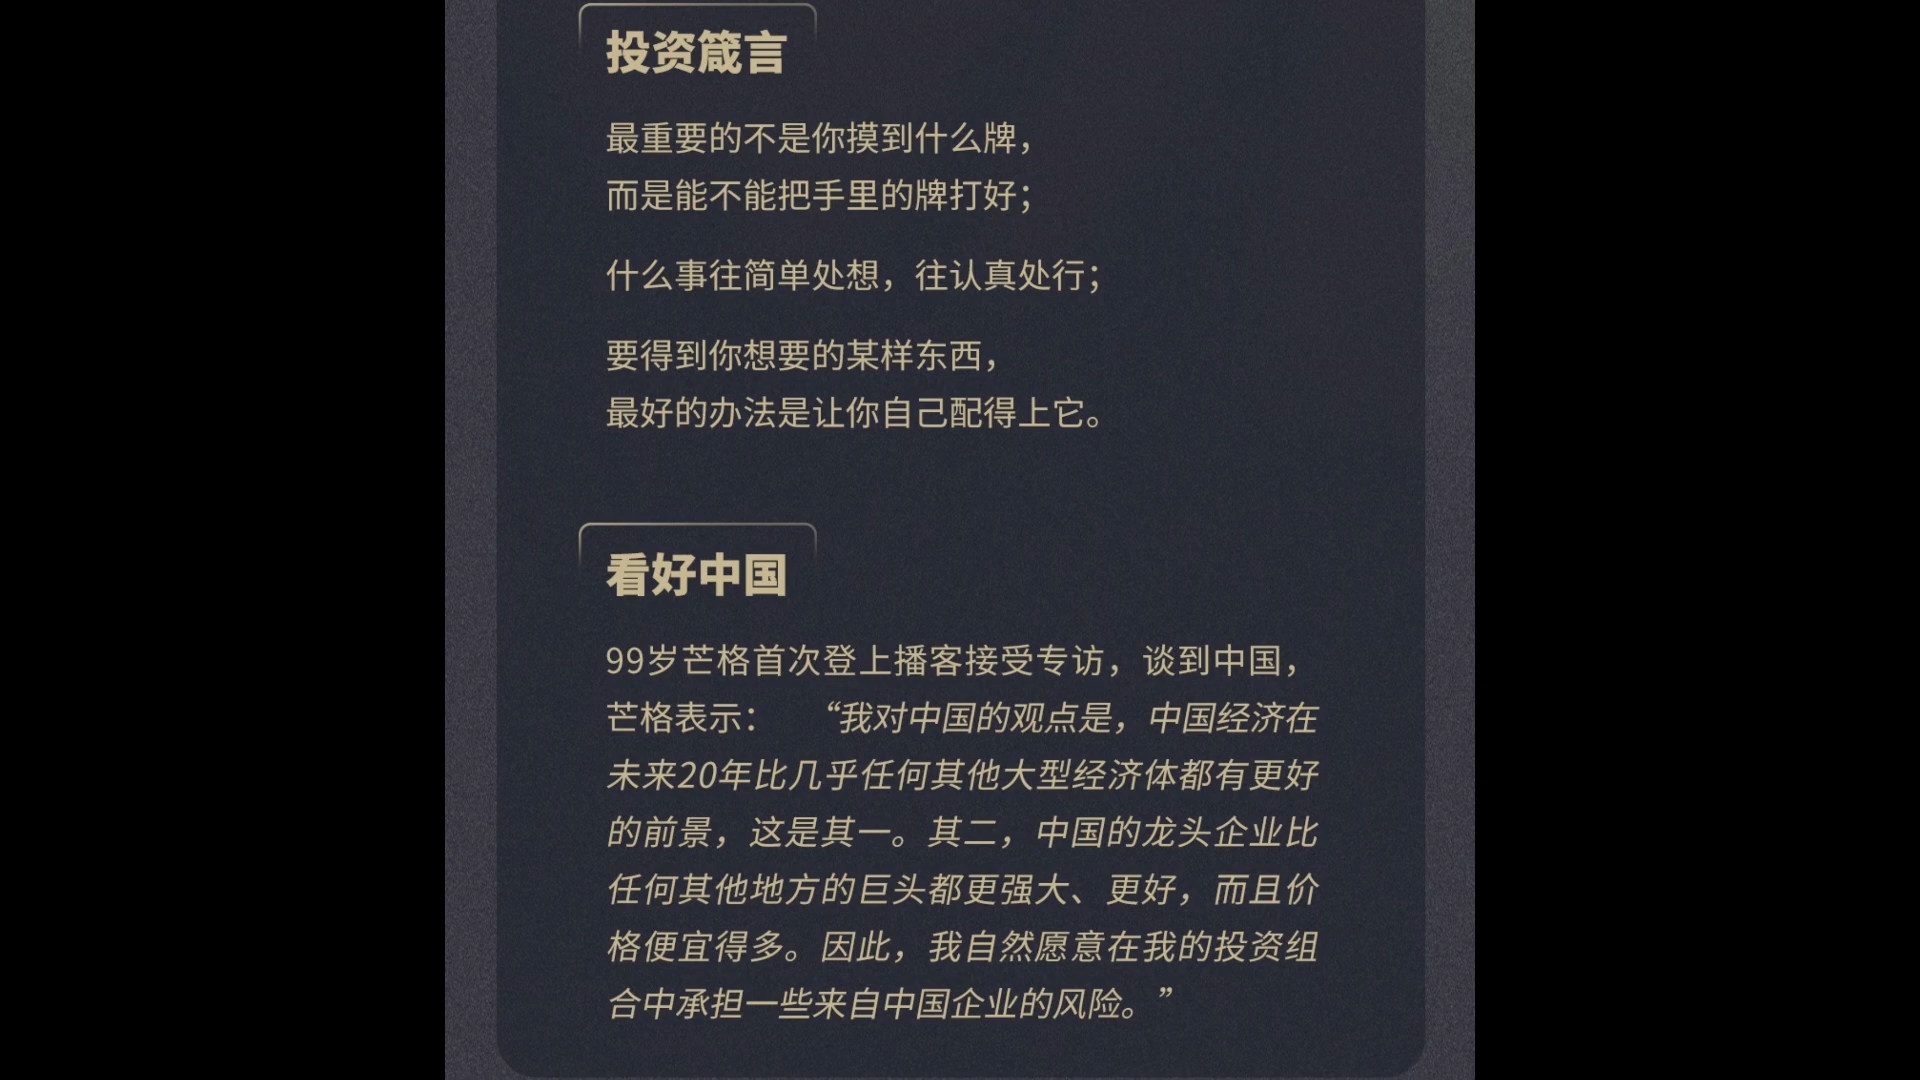 投资箴言
最重要的不是你摸到什么牌，
而是能不能把手里的牌打好；
什么事往简单处想，往认真处行；
要得到你想要的某样东西，
最好的办法是让你自己配得上它。
看好中国
99岁芒格首次登上播客接受专访，谈到中国，
芒格表示： “我对中国的观点是，中国经济在
未来20年比几乎任何其他大型经济体都有更好
的前景，这是其一。其二，中国的龙头企业比
任何其他地方的巨头都更强大、更好，而且价
格便宜得多。因此，我自然愿意在我的投资组
合中承担一些来自中国企业的风险。”